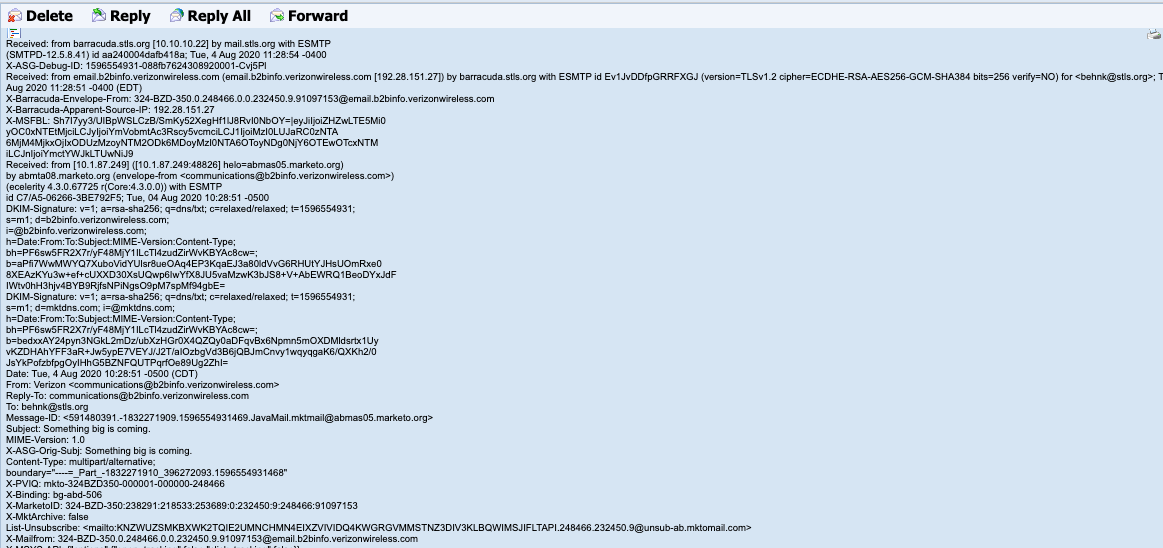 Delete Reply Reply All Forward
Received: from barracuda.stls.org [10.10.10.22] by mail.stls.org with ESMTP
(SMTPD-12.5.8.41) id aa240004dafb418a; Tue, 4 Aug 2020 11:28:54 -0400
X-ASG-Debug-ID: 1596554931-088fb7624308920001-Cvj5Pl
Received: from email.b2binfo.verizonwireless.com (email.b2binfo.verizonwireless.com [192.28.151.27]) by barracuda.stls.org with ESMTP id Ev1JvDDfpGRRFXGJ (version=TLSv1.2 cipher=ECDHE-RSA-AES256-GCM-SHA384 bits=256 verify=NO) for <behnk@stls.org>; T
Aug 2020 11:28:51 -0400 (EDT)
X-Barracuda-Envelope-From: 324-BZD-350.0.248466.0.0.232450.9.91097153@email.b2binfo.verizonwireless.com
X-Barracuda-Apparent-Source-IP: 192.28.151.27
X-MSFBL: Sh7I7yy3/UIBpWSLCzB/SmKy52XegHf1lJ8RvI0NbOY=|eyJiIjoiZHZwLTE5Mi0
yOC0xNTEtMjciLCJyIjoiYmVobmtAc3Rscy5vcmciLCJ1IjoiMzI0LUJaRC0zNTA
6MjM4MjkxOjIxODUzMzoyNTM2ODk6MDoyMzI0NTA6OToyNDg0NjY6OTEwOTcxNTM
iLCJnIjoiYmctYWJkLTUwNiJ9
Received: from [10.1.87.249] ([10.1.87.249:48826] helo=abmas05.marketo.org)
by abmta08.marketo.org (envelope-from <communications@b2binfo.verizonwireless.com>)
(ecelerity 4.3.0.67725 r(Core:4.3.0.0)) with ESMTP
id C7/A5-06266-3BE792F5; Tue, 04 Aug 2020 10:28:51 -0500
DKIM-Signature: v=1; a=rsa-sha256; q=dns/txt; c=relaxed/relaxed; t=1596554931;
s=m1; d=b2binfo.verizonwireless.com;
i=@b2binfo.verizonwireless.com;
h=Date:From:To:Subject:MIME-Version:Content-Type;
bh=PF6sw5FR2X7r/yF48MjY1ILcTl4zudZirWvKBYAc8cw=;
b=aPfi7WwMWYQ7XuboVidYUIsr8ueOAq4EP3KqaEJ3a80ldVvG6RHUtYJHsUOmRxe0
8XEAzKYu3w+ef+cUXXD30XsUQwp6IwYfX8JU5vaMzwK3bJS8+V+AbEWRQ1BeoDYxJdF
IWtv0hH3hjv4BYB9RjfsNPiNgsO9pM7spMf94gbE=
DKIM-Signature: v=1; a=rsa-sha256; q=dns/txt; c=relaxed/relaxed; t=1596554931;
s=m1; d=mktdns.com; i=@mktdns.com;
h=Date:From:To:Subject:MIME-Version:Content-Type;
bh=PF6sw5FR2X7r/yF48MjY1ILcTl4zudZirWvKBYAc8cw=;
b=bedxxAY24pyn3NGkL2mDz/ubXzHGr0X4QZQy0aDFqvBx6Npmn5mOXDMldsrtx1Uy
vKZDHAhYFF3aR+Jw5ypE7VEYJ/J2T/aIOzbgVd3B6jQBJmCnvy1wqyqgaK6/QXKh2/0
JsYkPofzbfpgOyIHhG5BZNFQUTPqrfOe89Ug2ZhI=
Date: Tue, 4 Aug 2020 10:28:51 -0500 (CDT)
From: Verizon <communications@b2binfo.verizonwireless.com>
Reply-To: communications@b2binfo.verizonwireless.com
To: behnk@stls.org
Message-ID: <591480391.-1832271909.1596554931469.JavaMail.mktmail@abmas05.marketo.org>
Subject: Something big is coming.
MIME-Version: 1.0
X-ASG-Orig-Subj: Something big is coming.
Content-Type: multipart/alternative;
boundary="----=_Part_-1832271910_396272093.1596554931468"
X-PVIQ: mkto-324BZD350-000001-000000-248466
X-Binding: bg-abd-506
X-MarketoID: 324-BZD-350:238291:218533:253689:0:232450:9:248466:91097153
X-MktArchive: false
List-Unsubscribe: <mailto:KNZWUZSMKBXWK2TQIE2UMNCHMN4EIXZVIVIDQ4KWGRGVMMSTNZ3DIV3KLBQWIMSJIFLTAPI.248466.232450.9@unsub-ab.mktomail.com>
X-Mailfrom: 324-BZD-350.0.248466.0.0.232450.9.91097153@email.b2binfo.verizonwireless.com